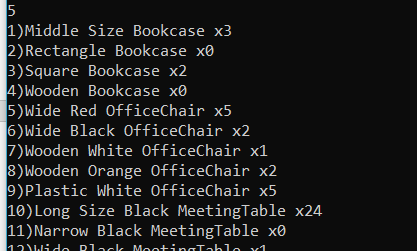 5
1)Middle Size Bookcase x3
2)Rectangle Bookcase x0
3)Square Bookcase x2
4)Wooden Bookcase x0
5)Wide Red OfficeChair x5
6)Wide Black OfficeChair x2
7)Wooden White OfficeChair x1
8)Wooden Orange OfficeChair x2
9)Plastic White OfficeChair x5
10)Long Size Black MeetingTable x24
11)Narrow Black MeetingTable x0
12)Wide Black MeetingTable x1